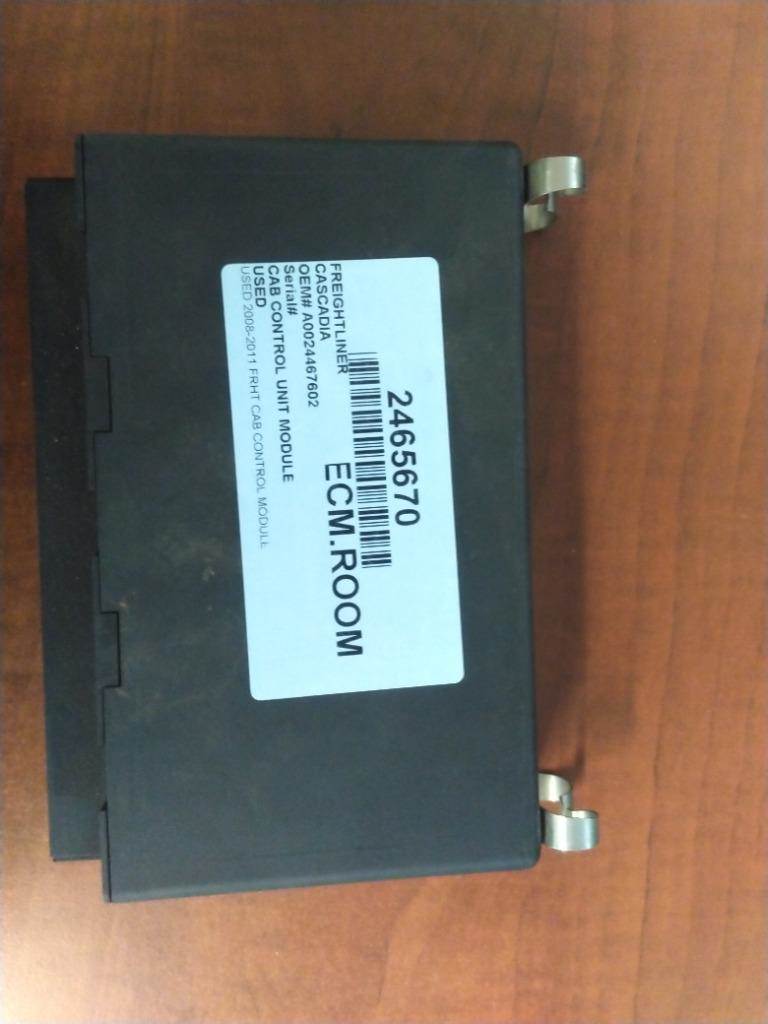 2465670
ECM.ROOM
FREIGHTLINER
CASCADIA
OEM# A0024467602
Serial#
CAB CONTROL UNIT MODULE
USED
USED 2008-2011 FRHT CAB CONTROL MODULE